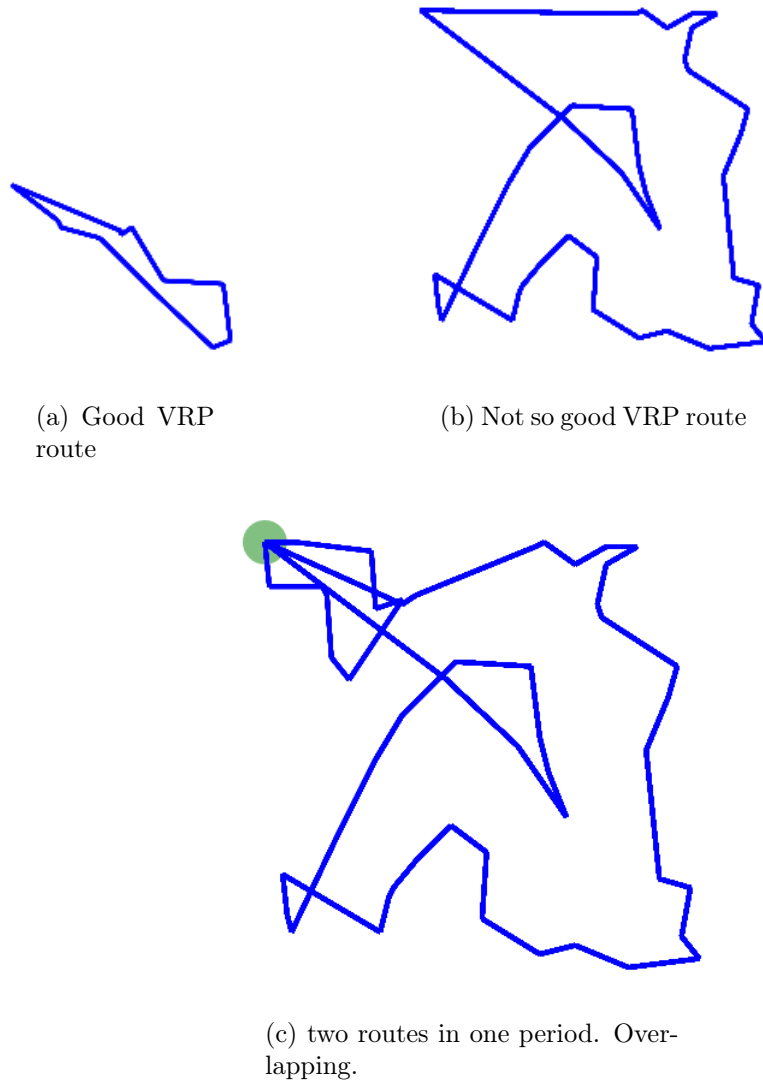 (a) Good VRP
route
(b) Not so good VRP route
(c) two routes in one period. Over-
lapping.